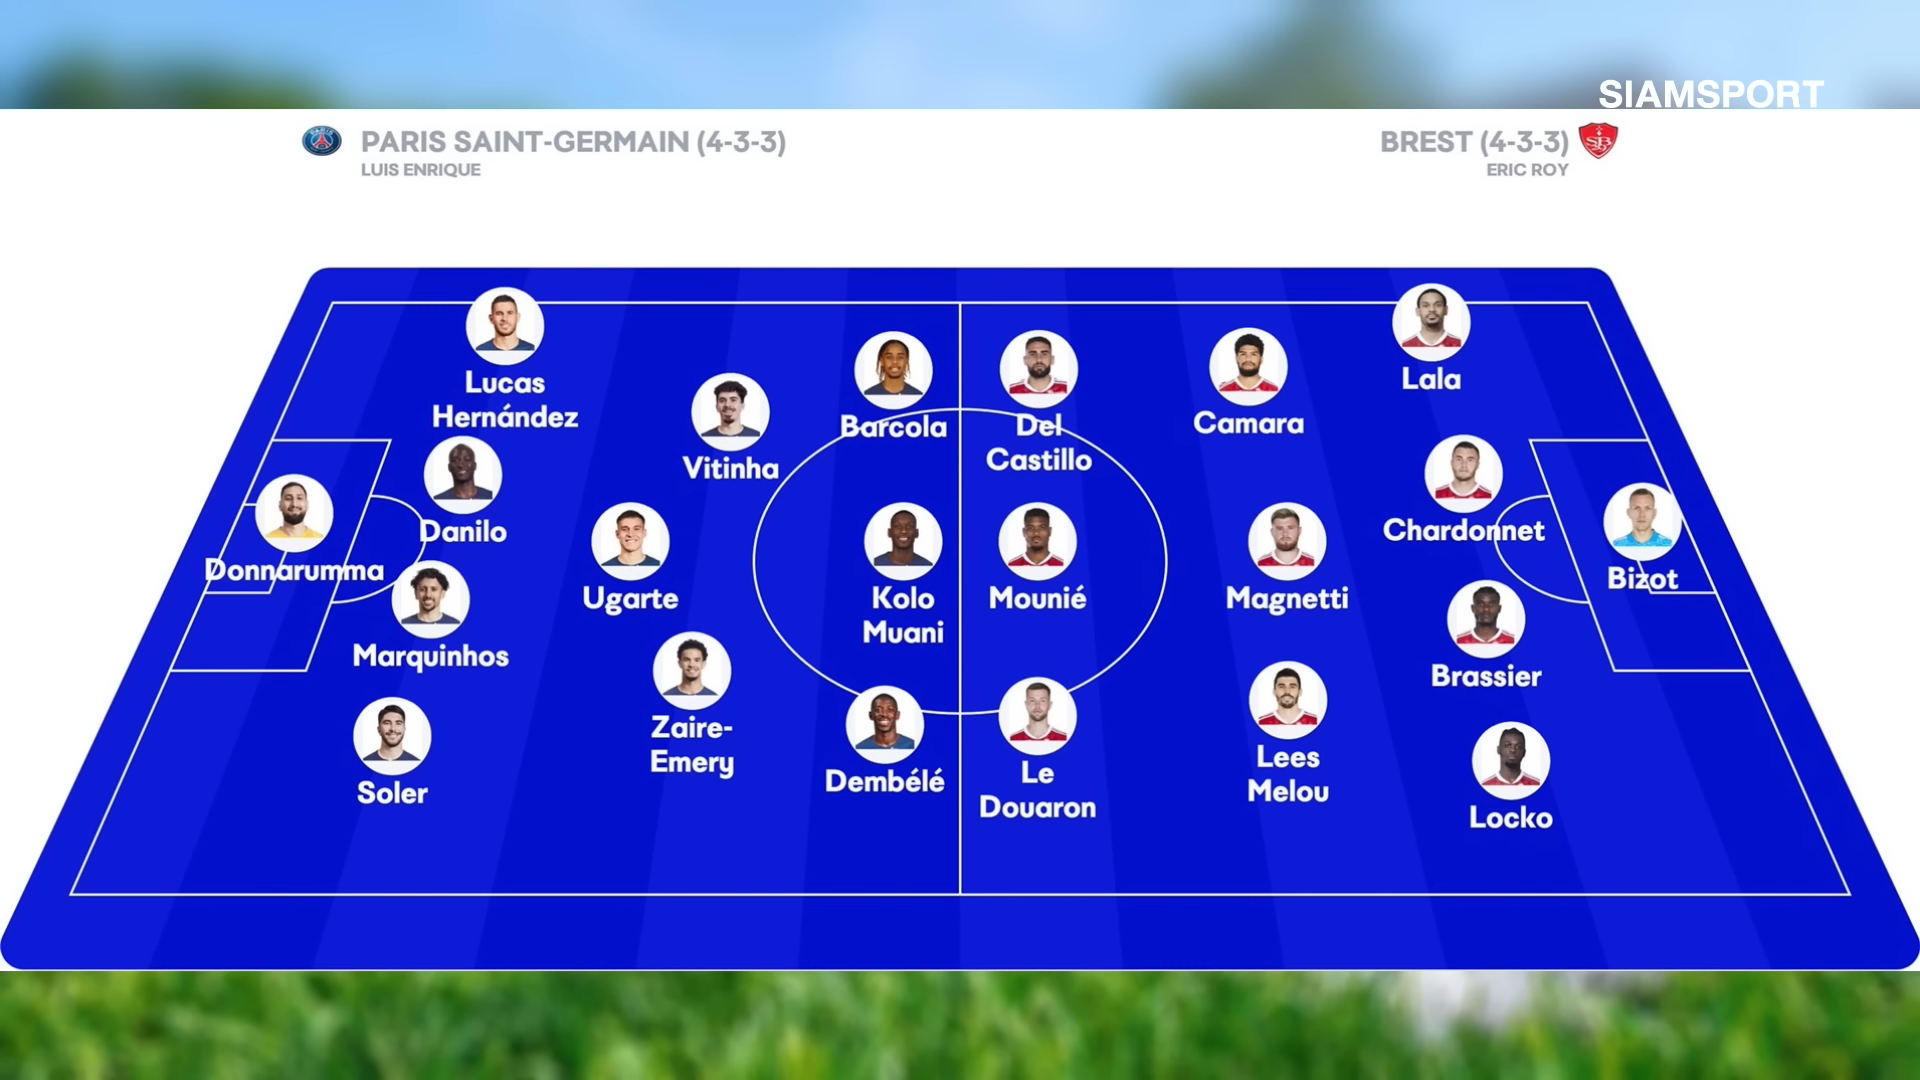 SIAMSPORT
PARIS SAINT-GERMAIN (4-3-3)
LUIS ENRIQUE
BREST (4-3-3)
ERIC ROY
Lucas
Hernández
Danilo
Donnarumma
Marquinhos
Soler
Vitinha
Ugarte
Zaire-
Emery
Barcola
Kolo
Muani
Dembélé
Del
Castillo
Mounié
Le
Douaron
Camara
Magnetti
Lees
Melou
Lala
Chardonnet
Brassier
Locko
Bizot